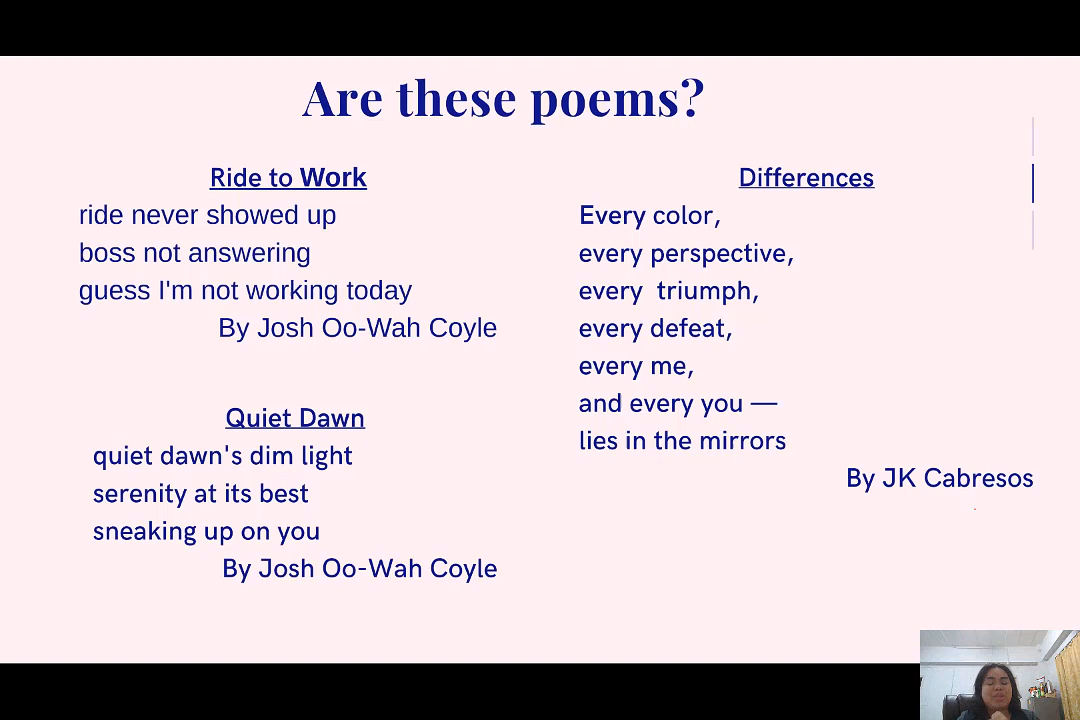 Are these poems?
Ride to Work
ride never showed up
boss not answering
guess I'm not working today
By Josh Oo-Wah Coyle
Quiet Dawn
quiet dawn's dim light
serenity at its best
sneaking up on you
By Josh Oo-Wah Coyle
Differences
Every color,
every perspective,
every triumph,
every defeat,
every me,
and every you —
lies in the mirrors
By JK Cabresos